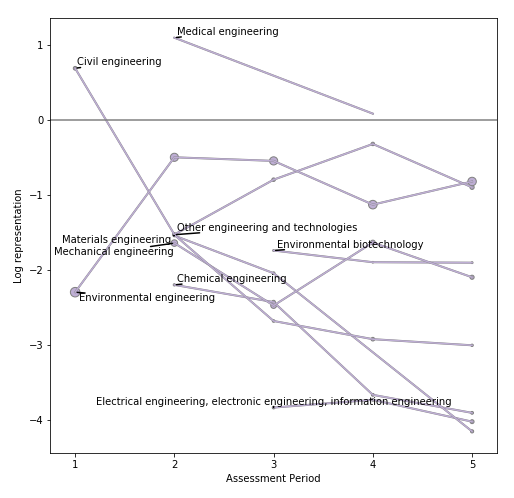 Medical engineering
1
Civil engineering
0
−1
Log representation
Other engineering and technologies
Materials engineering
Environmental biotechnology
Mechanical engineering
−2
Chemical engineering
Environmental engineering
−3
Electrical engineering, electronic engineering, information engineering
−4
1 2 3 4 5
Assessment Period